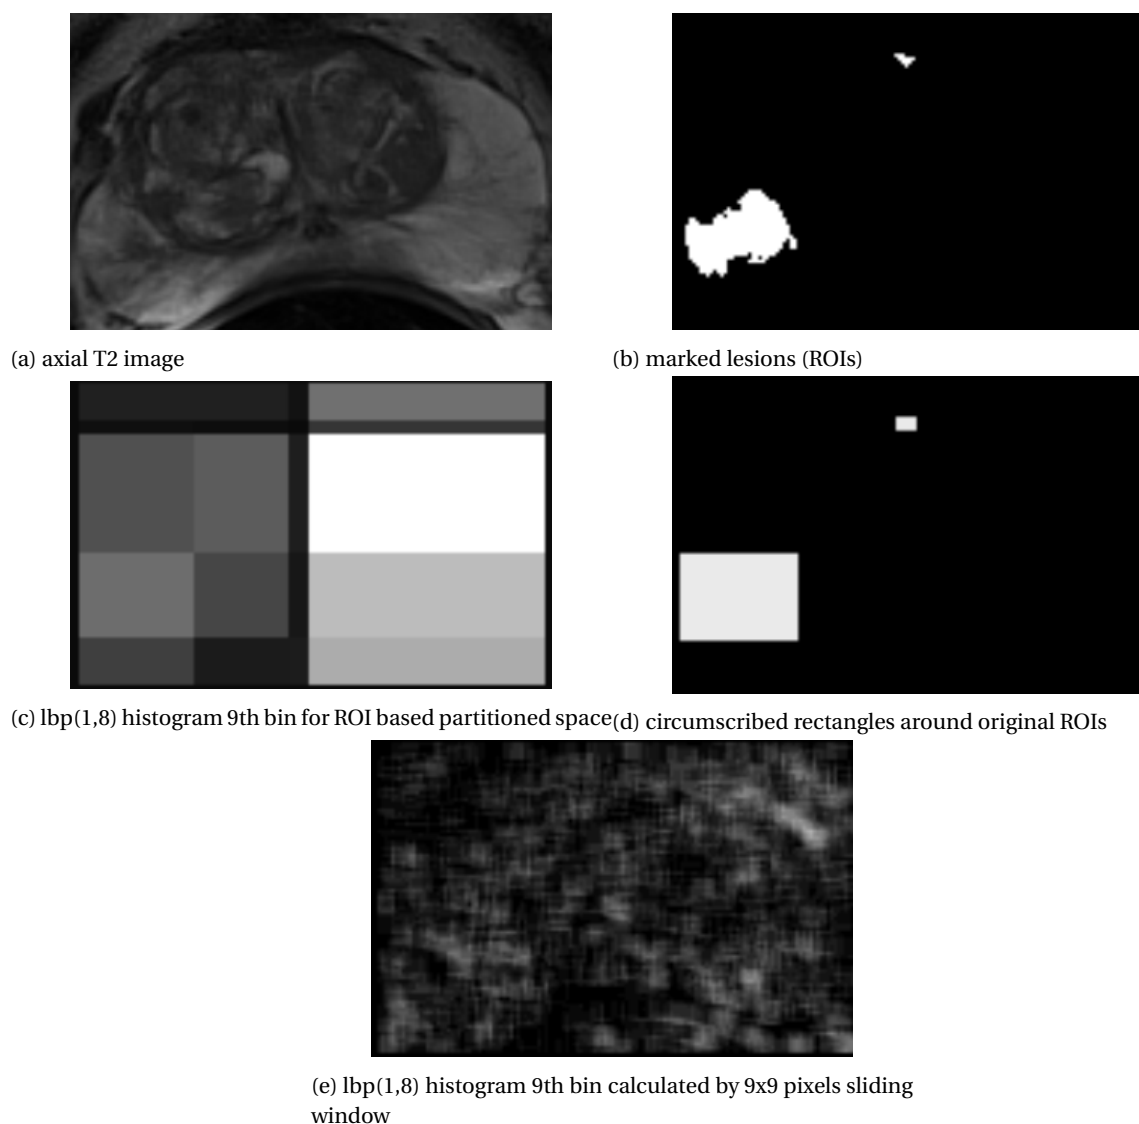 (a) axial T2 image
(b) marked lesions (ROIs)
(c) lbp(1,8) histogram 9th bin for ROI based partitioned space
(d) circumscribed rectangles around original ROIs
(e) lbp(1,8) histogram 9th bin calculated by 9x9 pixels sliding
window